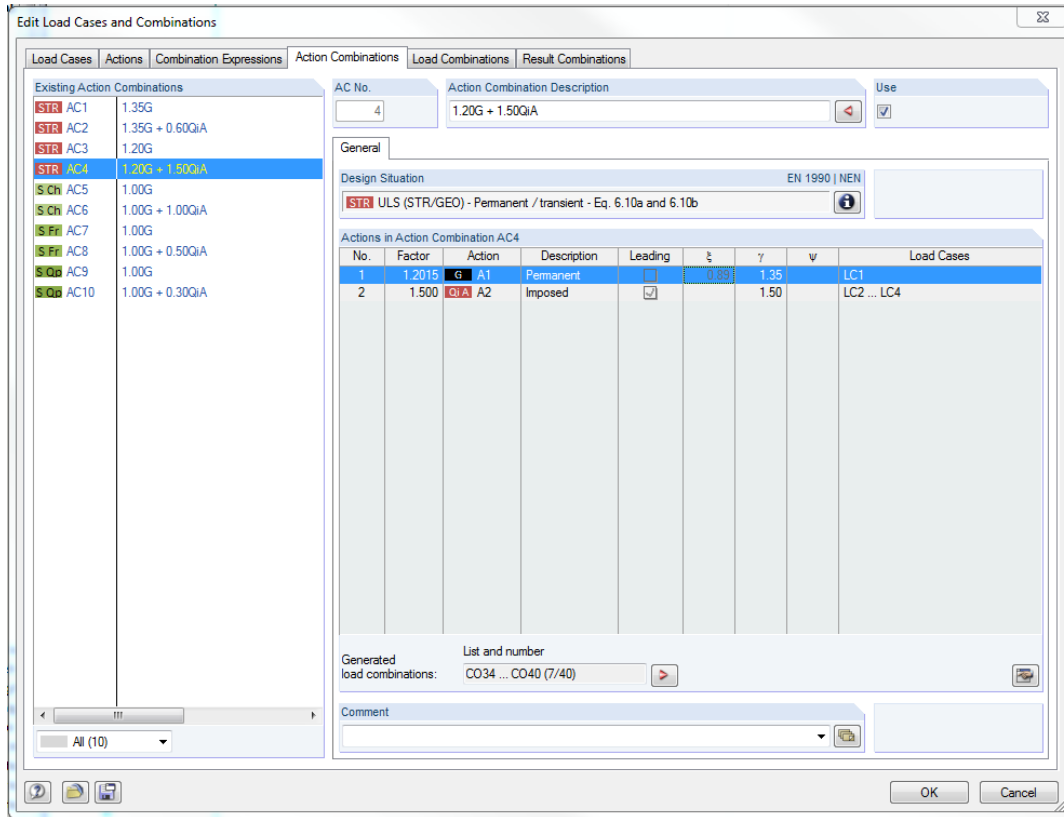 Edit Load Cases and Combinations
Load Cases Actions Combination Expressions Action Combinations Load Combinations Result Combinations
Existing Action Combinations
STR AC1 1.35G
STR AC2 1.35G + 0.60QiA
STR AC3 1.20G
STR AC4 1.20G + 1.50QiA
S Ch AC5 1.00G
S Ch AC6 1.00G + 1.00QiA
S Fr AC7 1.00G
S Fr AC8 1.00G + 0.50QiA
S Qp AC9 1.00G
S Qp AC10 1.00G + 0.30QiA
All (10)
AC No.
4
Action Combination Description
1.20G + 1.50QiA
Use
General
Design Situation EN 1990 | NEN
STR ULS (STR/GEO) - Permanent / transient - Eq. 6.10a and 6.10b
Actions in Action Combination AC4
No. Factor Action Description Leading ξ γ ψ Load Cases
1 1.2015 G A1 Permanent 0.89 1.35 LC1
2 1.500 Qi A A2 Imposed 1.50 LC2 ... LC4
List and number
Generated
load combinations: CO34 ... CO40 (7/40)
Comment
OK Cancel